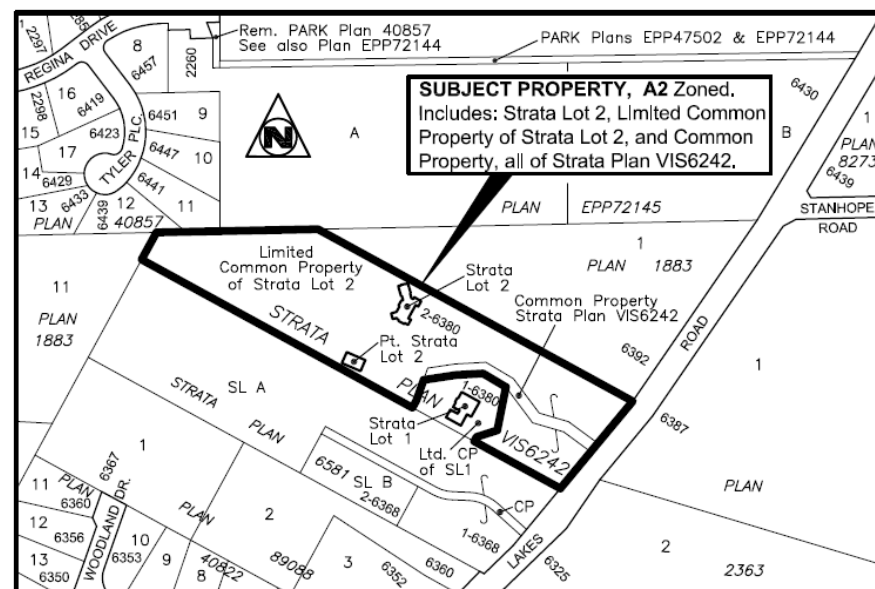 1
2297
285
REGINA DRIVE
8
6457
2260
Rem. PARK Plan 40857
See also Plan EPP72144
PARK Plans EPP47502 & EPP72144
2298
16
6419
15
6423
17
14
6429
13
6433
PLAN
TYLER PLC.
6451
9
6447
10
6441
11
12
6439
40857
N
A
SUBJECT PROPERTY, A2 Zoned.
Includes: Strata Lot 2, Limited Common
Property of Strata Lot 2, and Common
Property, all of Strata Plan VIS6242.
6430
B
1
PLAN
8273
6439
STANHOPE
ROAD
PLAN
EPP72145
1
PLAN 1883
Limited
Common Property
of Strata Lot 2
Strata
Lot 2
2-6380
Common Property
Strata Plan VIS6242
11
PLAN
1883
STRATA
PLAN
VIS6242
Pt. Strata
Lot 2
1-6380
Strata
Lot 1
Ltd. CP
of SL1
6392
ROAD
1
6387
STRATA
SL A
PLAN
PLAN
1
6367
WOODLAND DR.
11
PLAN
6360
12
6356
13
6350
10
6353
9
8
40822
PLAN
2
89088
3
6352
6581
SL B
2-6368
CP
1-6368
6360
LAKES
6325
2
2363